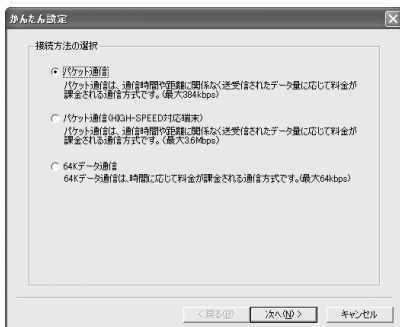 かんたん設定
接続方法の選択
パケット通信
パケット通信は、通信時間や距離に関係なく送受信されたデータ量に応じて料金が
課金される通信方式です。(最大384kbps)
パケット通信(HIGH-SPEED対応端末)
パケット通信は、通信時間や距離に関係なく送受信されたデータ量に応じて料金が
課金される通信方式です。(最大3.6Mbps)
64Kデータ通信
64Kデータ通信は、時間に応じて料金が課金される通信方式です。(最大64kbps)
< 戻る(B)
次へ(N) >
キャンセル